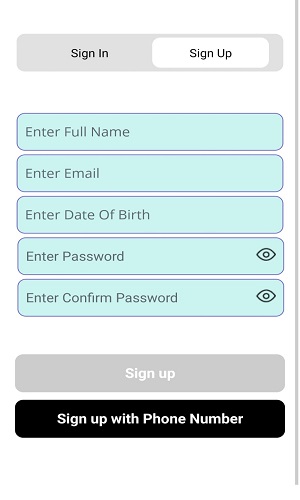 Sign In
Sign Up
Enter Full Name
Enter Email
Enter Date Of Birth
Enter Password
Enter Confirm Password
Sign up
Sign up with Phone Number